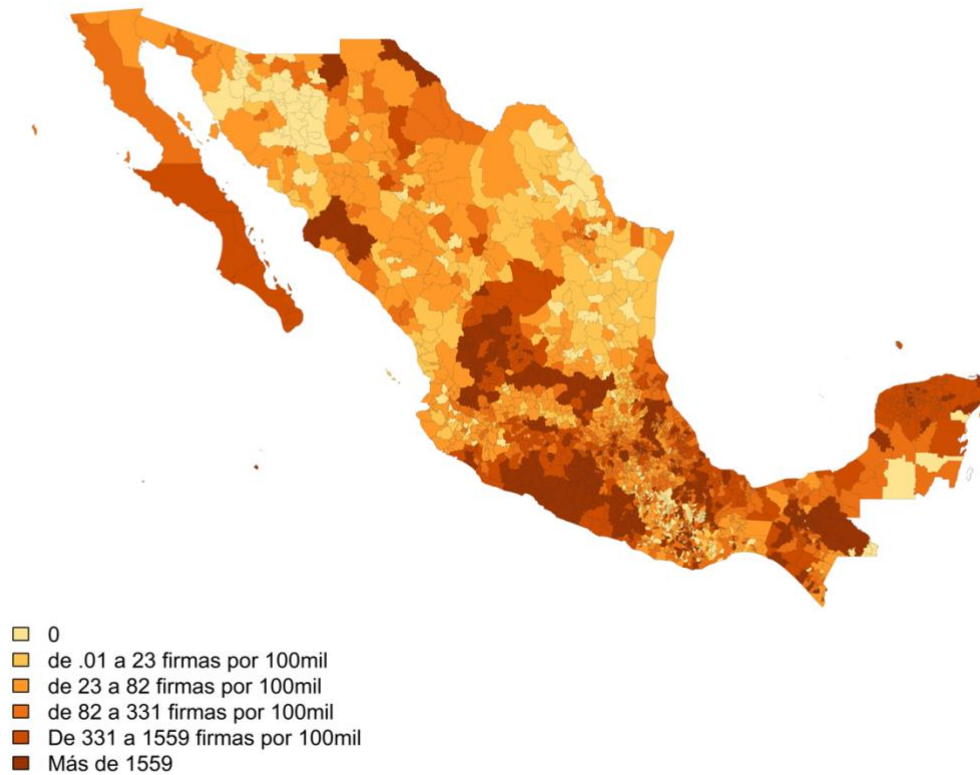 0
de .01 a 23 firmas por 100mil
de 23 a 82 firmas por 100mil
de 82 a 331 firmas por 100mil
De 331 a 1559 firmas por 100mil
Más de 1559